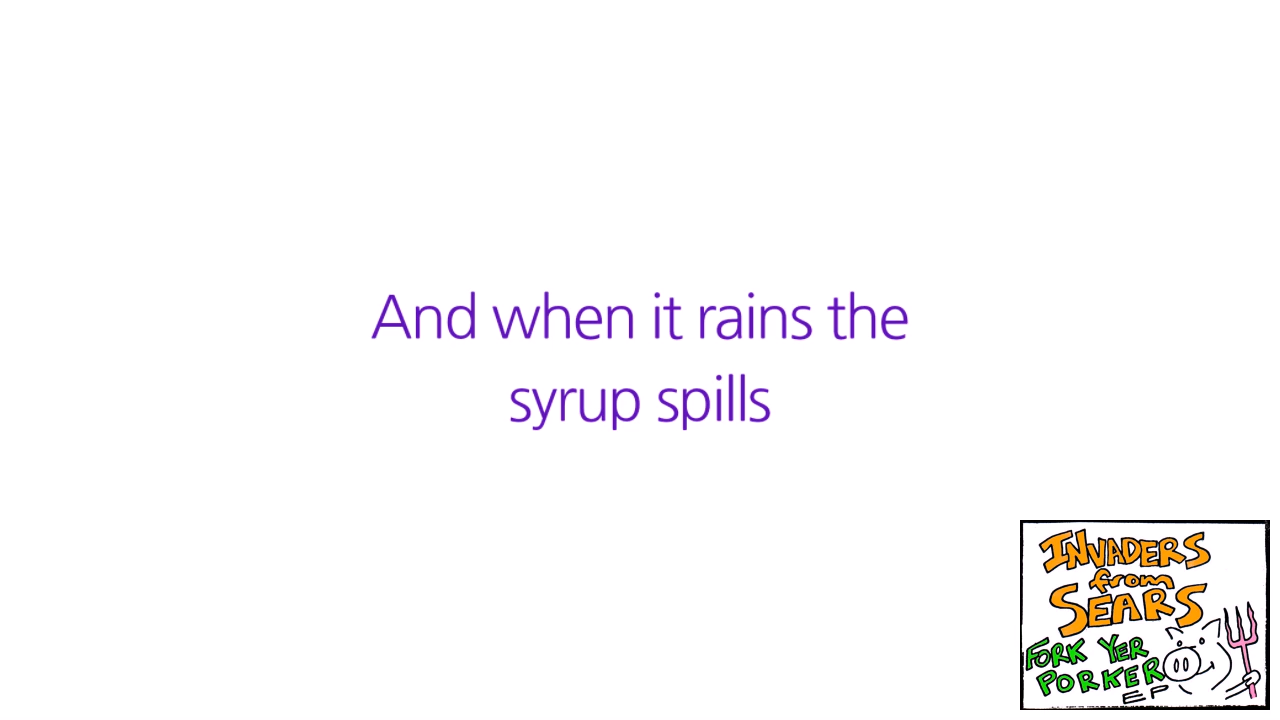 And when it rains the
syrup spills
INVADERS
from
SEARS
FORK YER
PORKER
EP